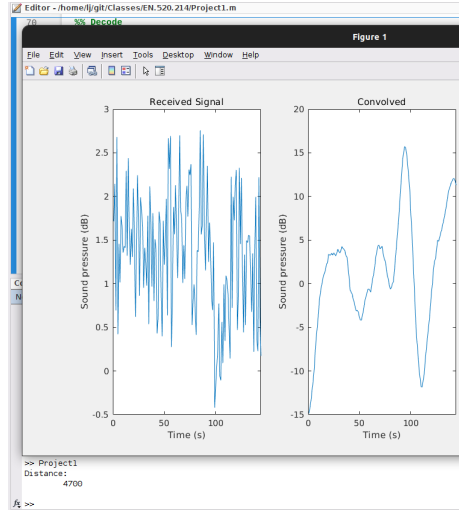 Editor - /home/lj/git/Classes/EN.520.214/Project1.m
70 %% Decode
Figure 1
File Edit View Insert Tools Desktop Window Help
Received Signal
3
2.5
2
1.5
1
0.5
0
-0.5
Sound pressure (dB)
0 50 100
Time (s)
Convolved
20
15
10
5
0
-5
-10
-15
Sound pressure (dB)
0 50 100
Time (s)
>> Project1
Distance:
4700
fx >>